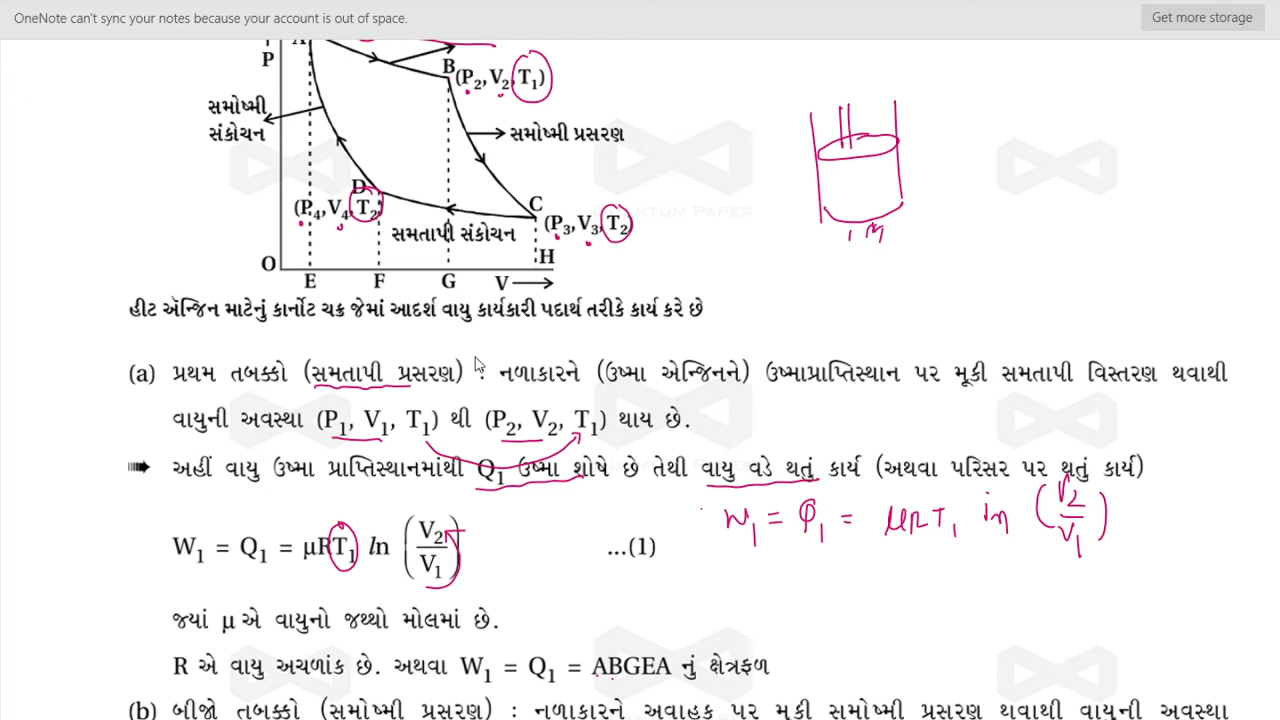 OneNote can't sync your notes because your account is out of space.
Get more storage
P
A
B
(P2, V2, T1)
સમોષ્મી
સંકોચન
સમોષ્મી પ્રસરણ
D
(P4, V4, T2)
C
(P3, V3, T2)
સમતાપી સંકોચન
O
H
E F G V
હીટ ઍન્જિન માટેનું કાર્નોટ ચક્ર જેમાં આદર્શ વાયુ કાર્યકારી પદાર્થ તરીકે કાર્ય કરે છે
(a) પ્રથમ તબક્કો (સમતાપી પ્રસરણ) : નળાકારને (ઉષ્મા એન્જિનને) ઉષ્માપ્રાપ્તિસ્થાન પર મૂકી સમતાપી વિસ્તરણ થવાથી
વાયુની અવસ્થા (P1, V1, T1) થી (P2, V2, T1) થાય છે.
અહીં વાયુ ઉષ્મા પ્રાપ્તિસ્થાનમાંથી Q1 ઉષ્મા શોષે છે તેથી વાયુ વડે થતું કાર્ય (અથવા પરિસર પર થતું કાર્ય)
W1 = Q1 = μRT1 ln (V2/V1) ...(1)
W1 = Q1 = μRT1 ln (V2/V1)
જ્યાં μ એ વાયુનો જથ્થો મોલમાં છે.
R એ વાયુ અચળાંક છે. અથવા W1 = Q1 = ABGEA નું ક્ષેત્રફળ
(b) બીજો તબક્કો (સમોષ્મી પ્રસરણ) : નળાકારને અવાહક પર મૂકી સમોષ્મી પ્રસરણ થવાથી વાયુની અવસ્થા